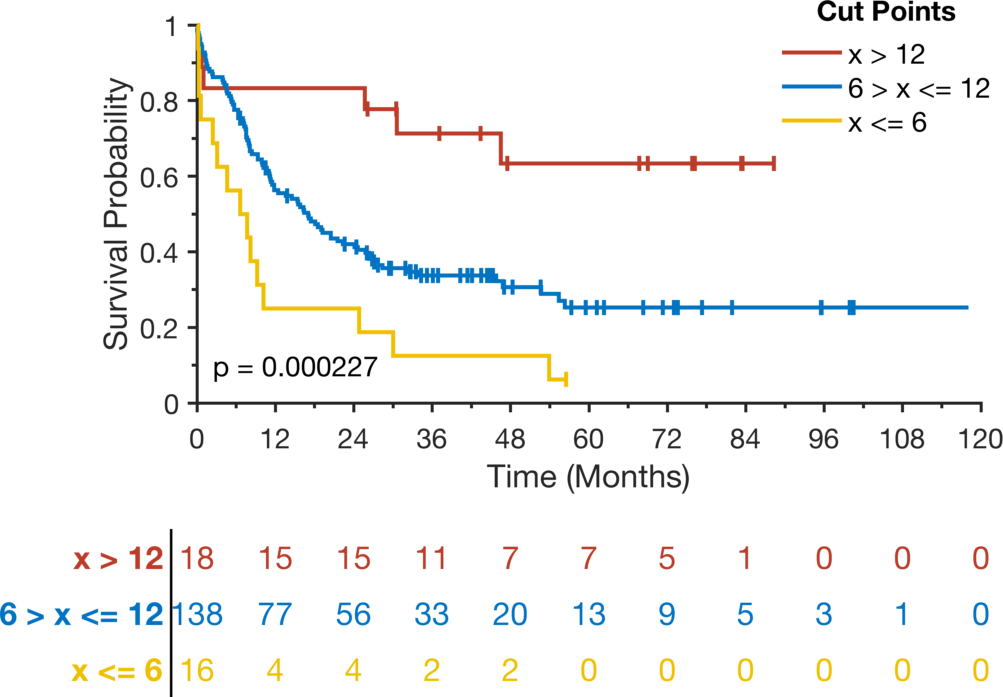 Cut Points
x > 12
6 > x <= 12
x <= 6
Survival Probability
1
0.8
0.6
0.4
0.2
0
p = 0.000227
0 12 24 36 48 60 72 84 96 108 120
Time (Months)
x > 12 18 15 15 11 7 7 5 1 0 0 0
6 > x <= 12 138 77 56 33 20 13 9 5 3 1 0
x <= 6 16 4 4 2 2 0 0 0 0 0 0